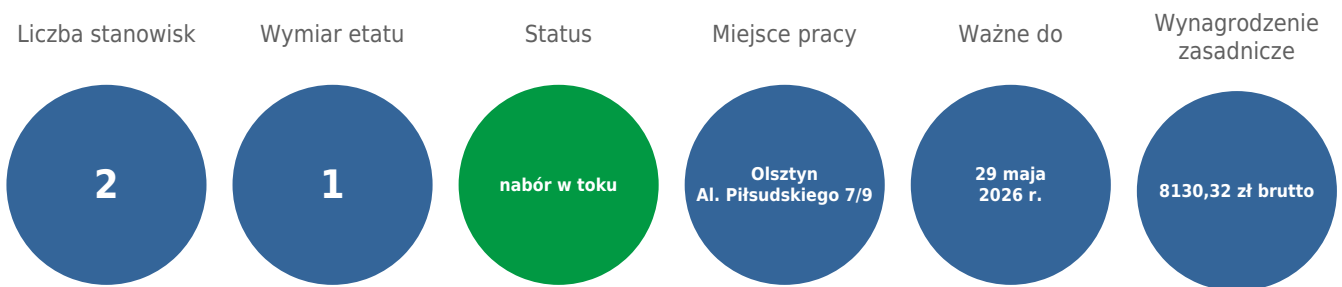 Liczba stanowisk
2
Wymiar etatu
1
Status
nabór w toku
Miejsce pracy
Olsztyn
Al. Piłsudskiego 7/9
Ważne do
29 maja
2026 r.
Wynagrodzenie
zasadnicze
8130,32 zł brutto